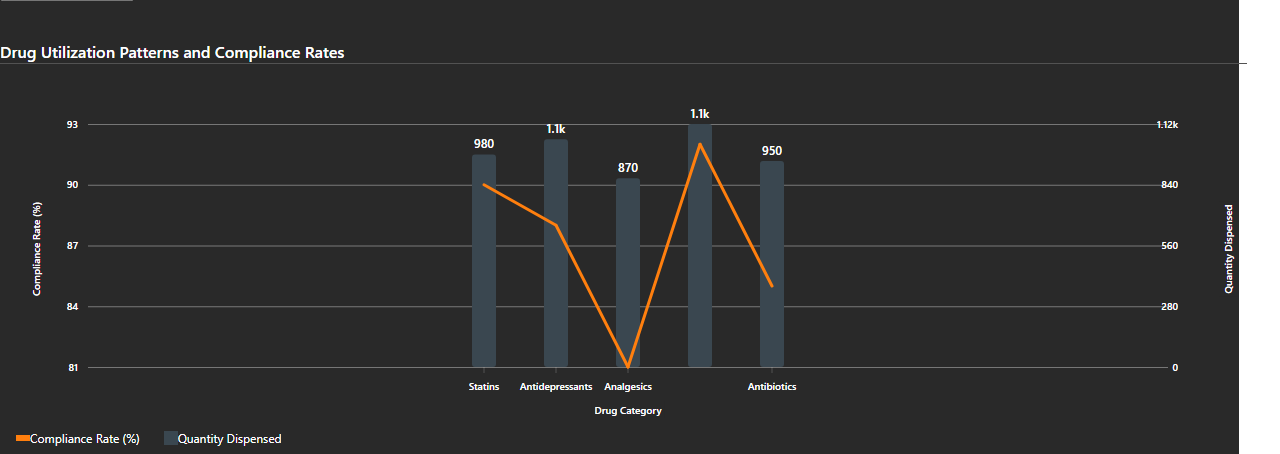 Drug Utilization Patterns and Compliance Rates
1.1k
93 1.12k
1.1k
980 950
870
90 840
Compliance Rate (%)
Quantity Dispensed
87 560
84 280
81 0
Statins Antidepressants Analgesics Antibiotics
Drug Category
Compliance Rate (%) Quantity Dispensed